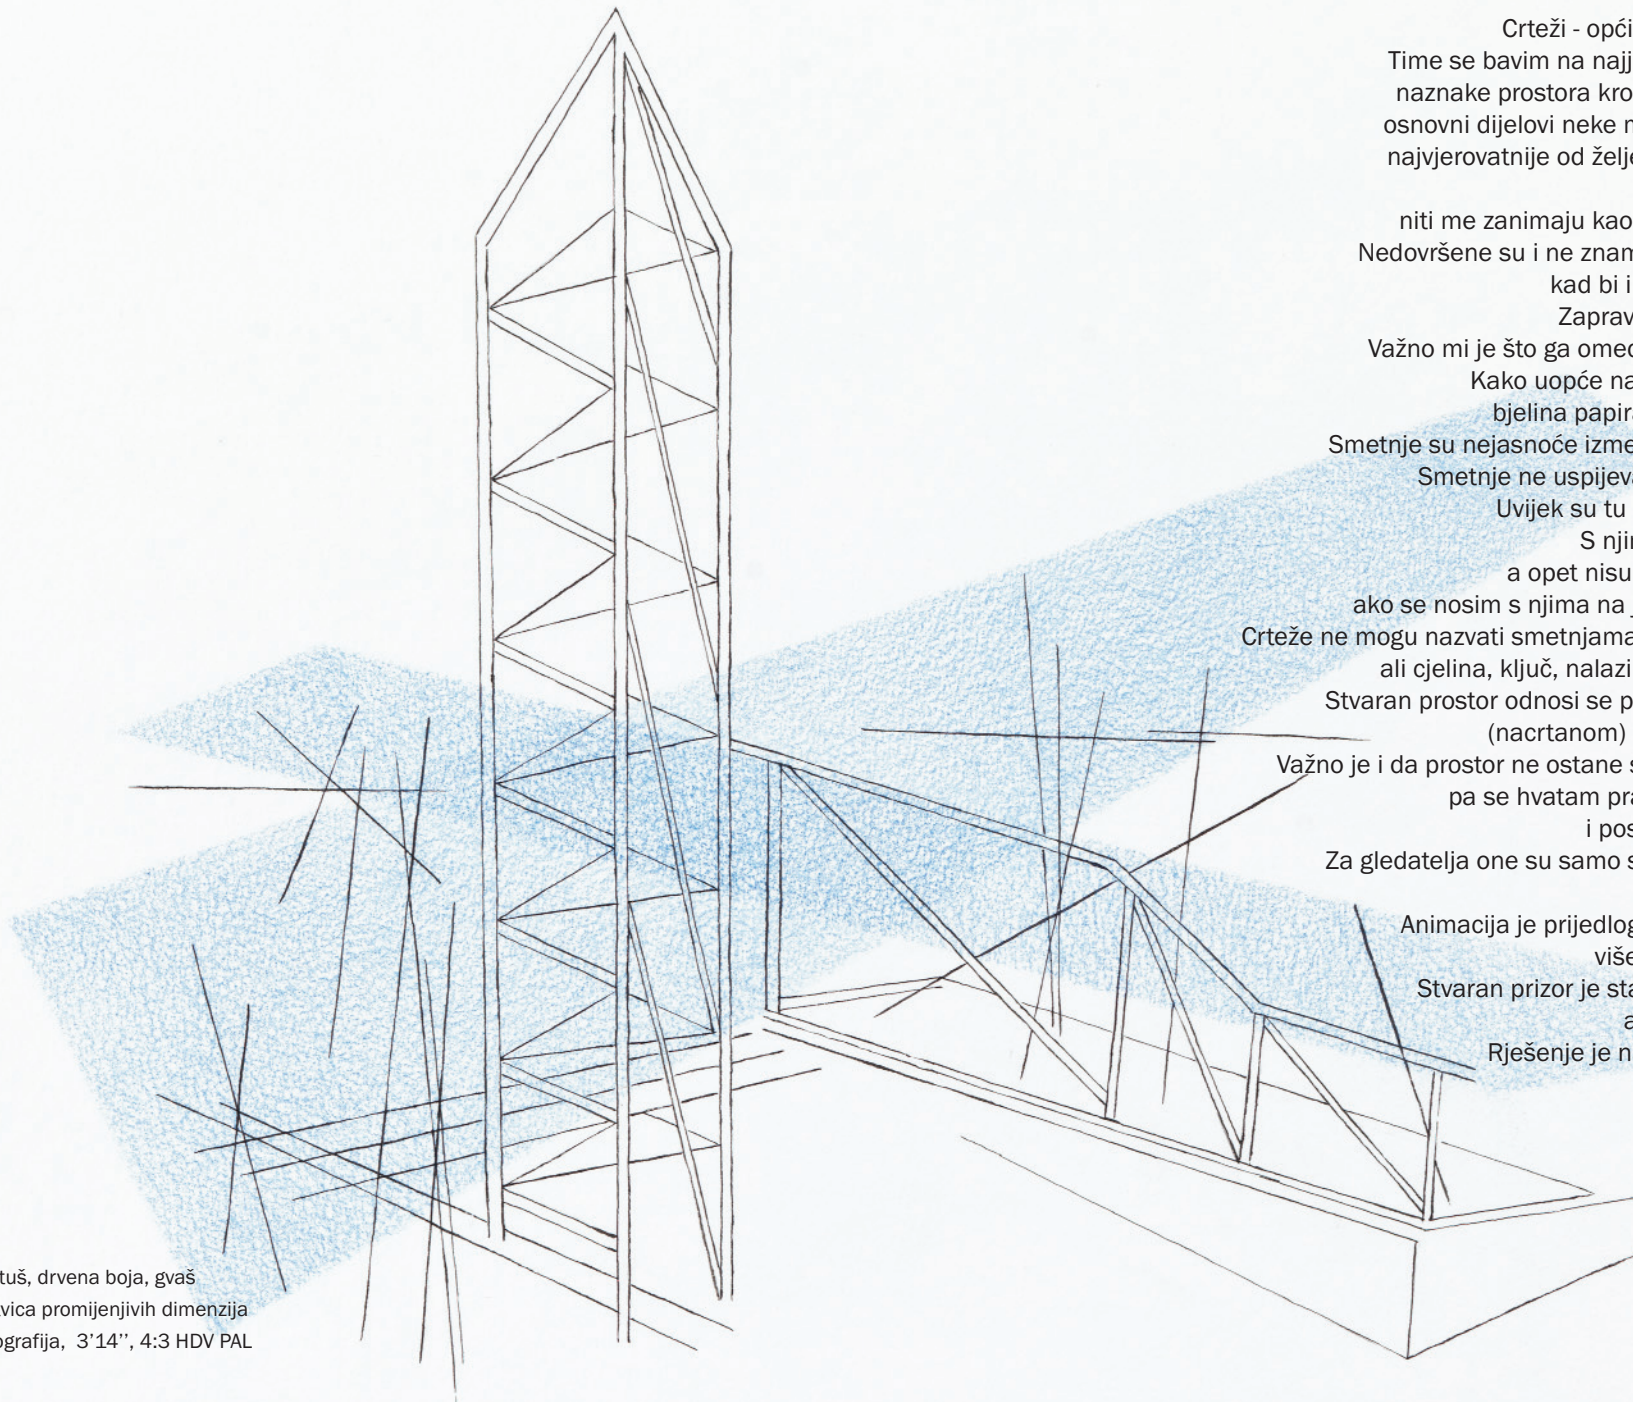 Crteži - opći
Time se bavim na najj
naznake prostora kro
osnovni dijelovi neke
najvjerovatnije od želje
niti me zanimaju kao
Nedovršene su i ne znam
kad bi i
Zaprav
Važno mi je što ga omeđ
Kako uopće na
bjelina papira
Smetnje su nejasnoće izme
Smetnje ne uspijeva
Uvijek su tu
S njim
a opet nisu
ako se nosim s njima na
Crteže ne mogu nazvati smetnjama
ali cjelina, ključ, nalazi
Stvaran prostor odnosi se p
(nacrtanom)
Važno je i da prostor ne ostane s
pa se hvatam pra
i pos
Za gledatelja one su samo s
Animacija je prijedlog
više
Stvaran prizor je sta
a
Rješenje je n
tuš, drvena boja, gvaš
vica promijenjivih dimenzija
ografija, 3’14’’, 4:3 HDV PAL